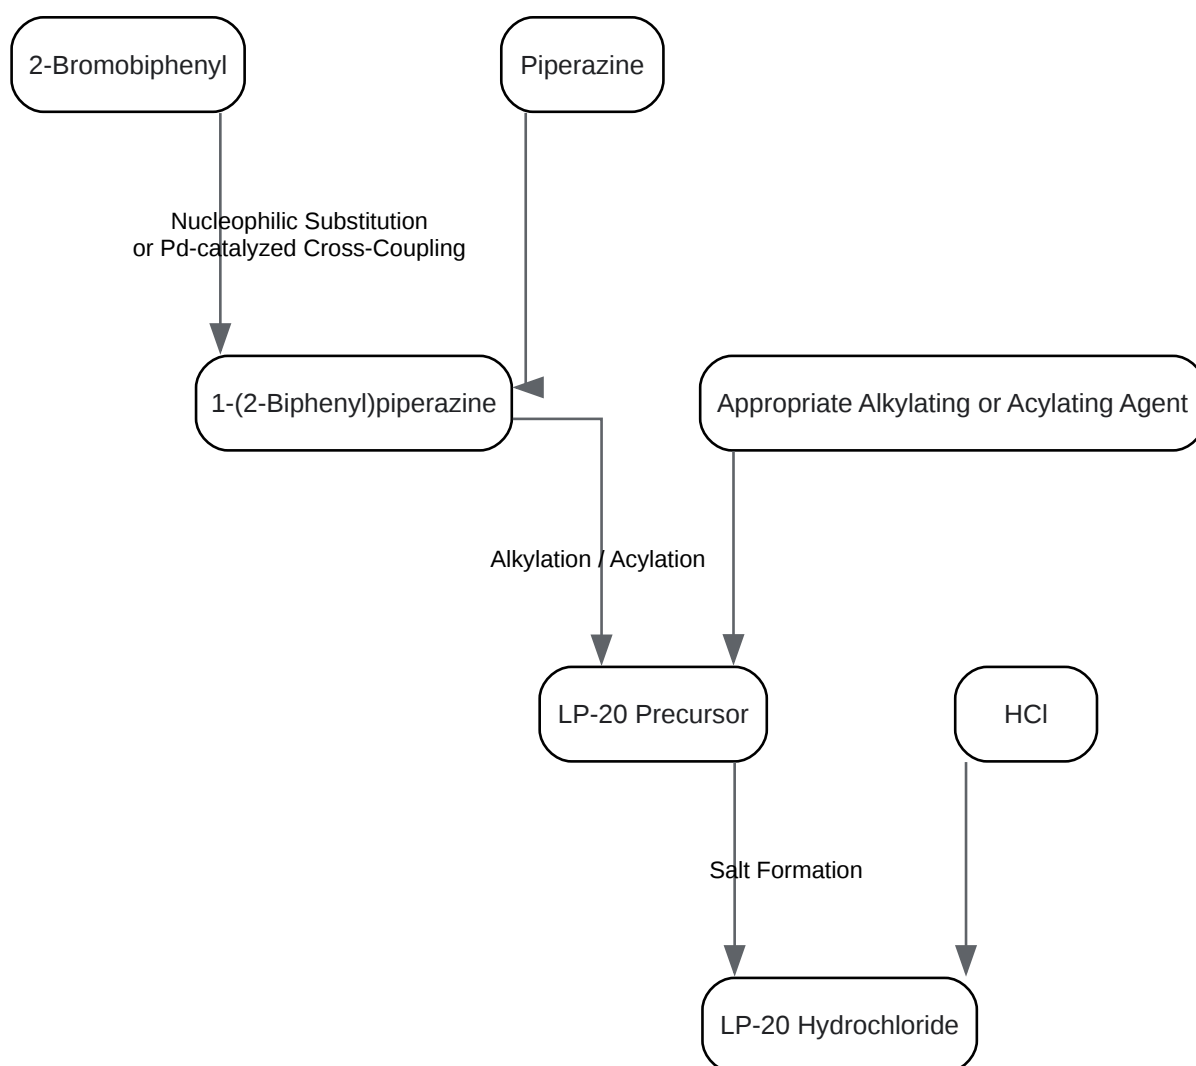 2-Bromobiphenyl
Piperazine
Nucleophilic Substitution
or Pd-catalyzed Cross-Coupling
1-(2-Biphenyl)piperazine
Appropriate Alkylating or Acylating Agent
Alkylation / Acylation
LP-20 Precursor
HCl
Salt Formation
LP-20 Hydrochloride